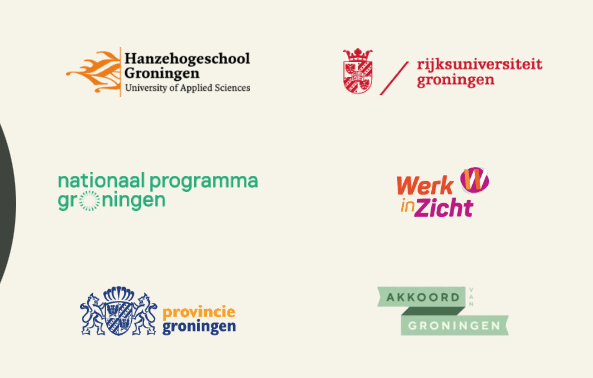 Hanzehogeschool
Groningen
University of Applied Sciences
rijksuniversiteit
groningen
nationaal programma
groningen
Werk
in Zicht
W
provincie
groningen
AKKOORD
VAN
GRONINGEN